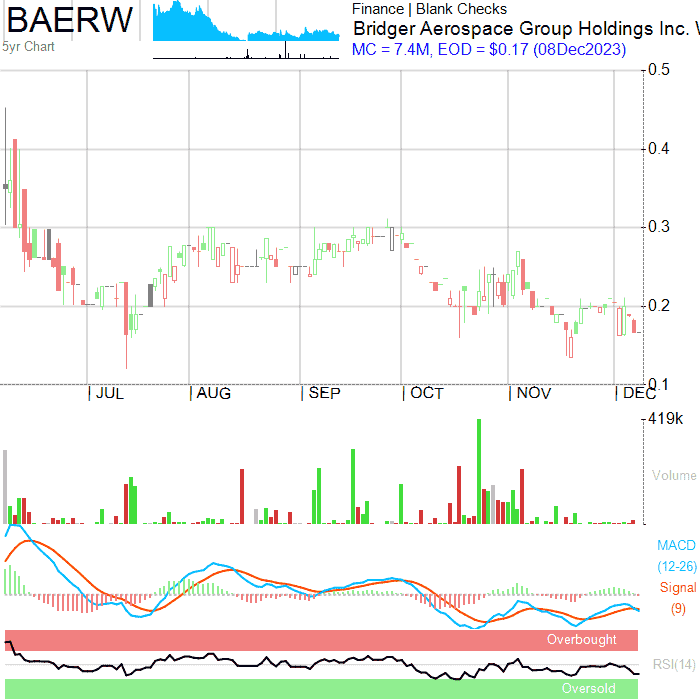 BAERW
5yr Chart
Finance | Blank Checks
Bridger Aerospace Group Holdings Inc. W
MC = 7.4M, EOD = $0.17 (08Dec2023)
0.5
0.4
0.3
0.2
0.1
JUL AUG SEP OCT NOV DEC
419k
Volume
MACD
(12-26)
Signal
(9)
Overbought
RSI(14)
Oversold